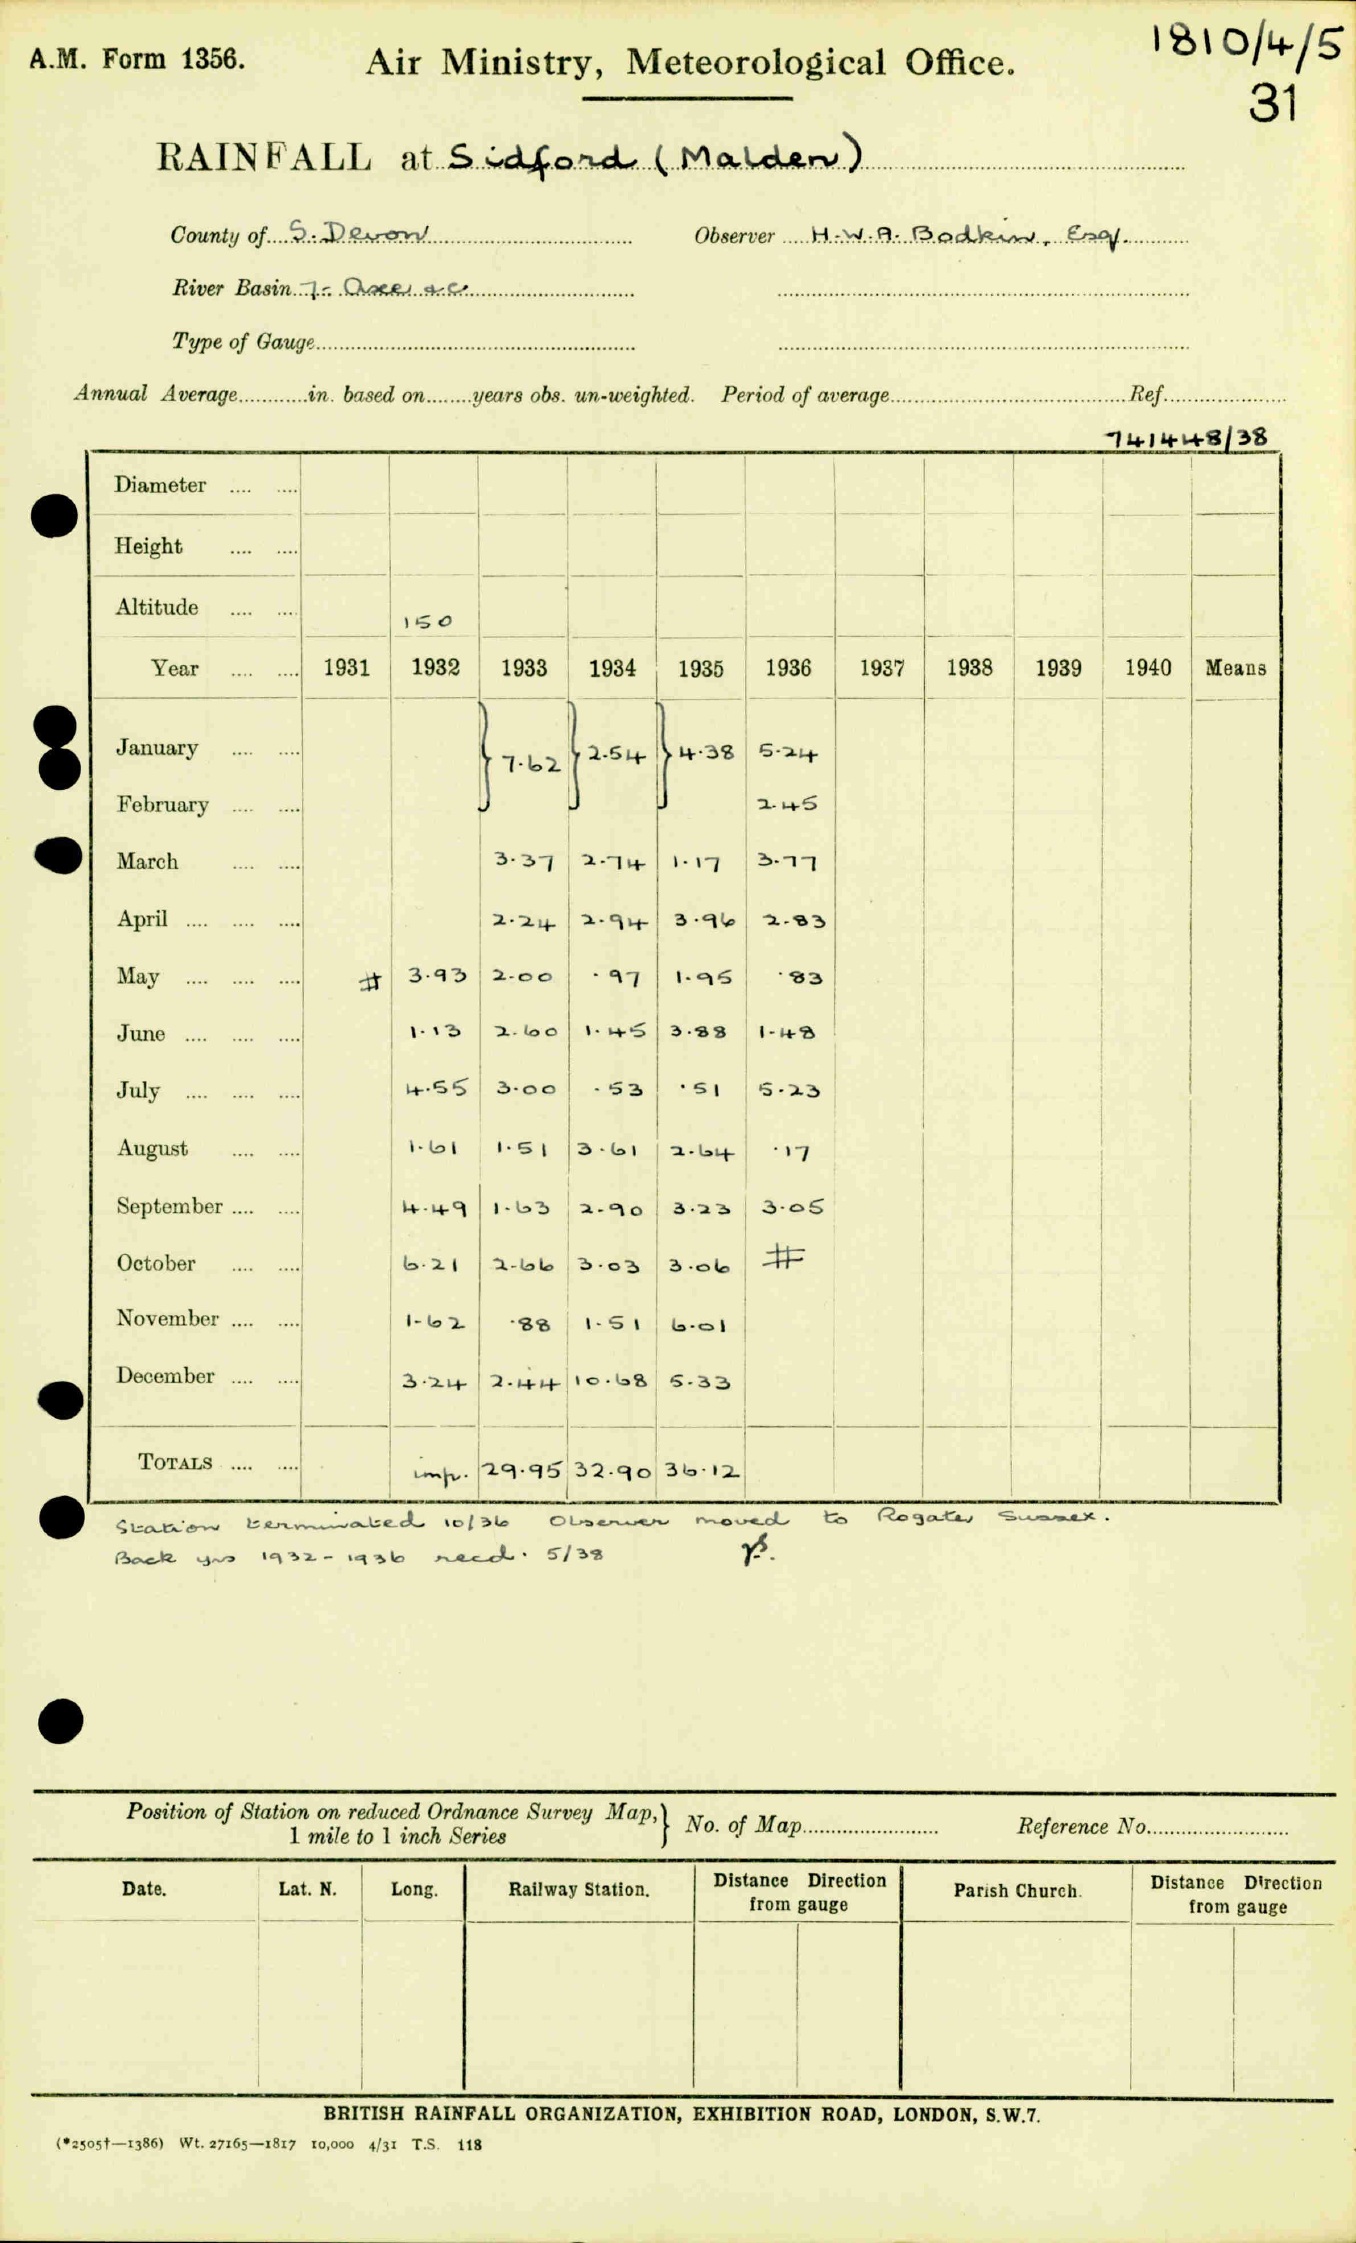 A.M. Form 1356.
Air Ministry, Meteorological Office.
1810/4/5
31
RAINFALL at Sidford (Malden)
County of S. Devon Observer H.W.A. Bodkin, Esq.
River Basin 7- Axe &c
Type of Gauge
Annual Average in. based on years obs. un-weighted. Period of average Ref.
741448/38
Diameter
Height
Altitude 150
Year 1931 1932 1933 1934 1935 1936 1937 1938 1939 1940 Means
January } 7.62 } 2.54 } 4.38 5.24
February 2.45
March 3.37 2.74 1.17 3.77
April 2.24 2.94 3.96 2.83
May # 3.93 2.00 .97 1.95 .83
June 1.13 2.60 1.45 3.88 1.48
July 4.55 3.00 .53 .51 5.23
August 1.61 1.51 3.61 2.64 .17
September 4.49 1.63 2.90 3.23 3.05
October 6.21 2.66 3.03 3.06 #
November 1.62 .88 1.51 6.01
December 3.24 2.44 10.68 5.33
TOTALS imp. 29.95 32.90 36.12
Station terminated 10/36 Observer moved to Rogate Sussex.
Back yrs 1932-1936 recd. 5/38
Position of Station on reduced Ordnance Survey Map, } No. of Map Reference No.
1 mile to 1 inch Series
Date. Lat. N. Long. Railway Station. Distance Direction from gauge Parish Church. Distance Direction from gauge
BRITISH RAINFALL ORGANIZATION, EXHIBITION ROAD, LONDON, S.W.7.
(*2505†—1386) Wt. 27165—1817 10,000 4/31 T.S. 118